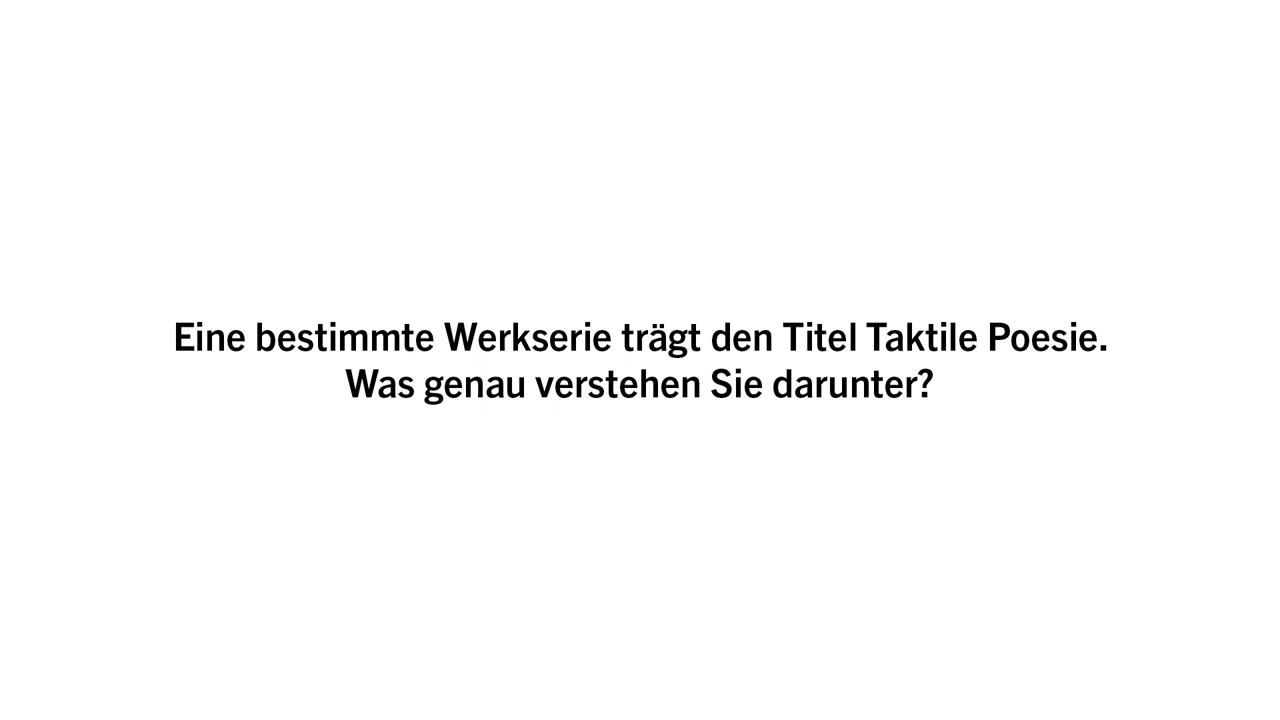 Eine bestimmte Werkserie trägt den Titel Taktile Poesie.
Was genau verstehen Sie darunter?